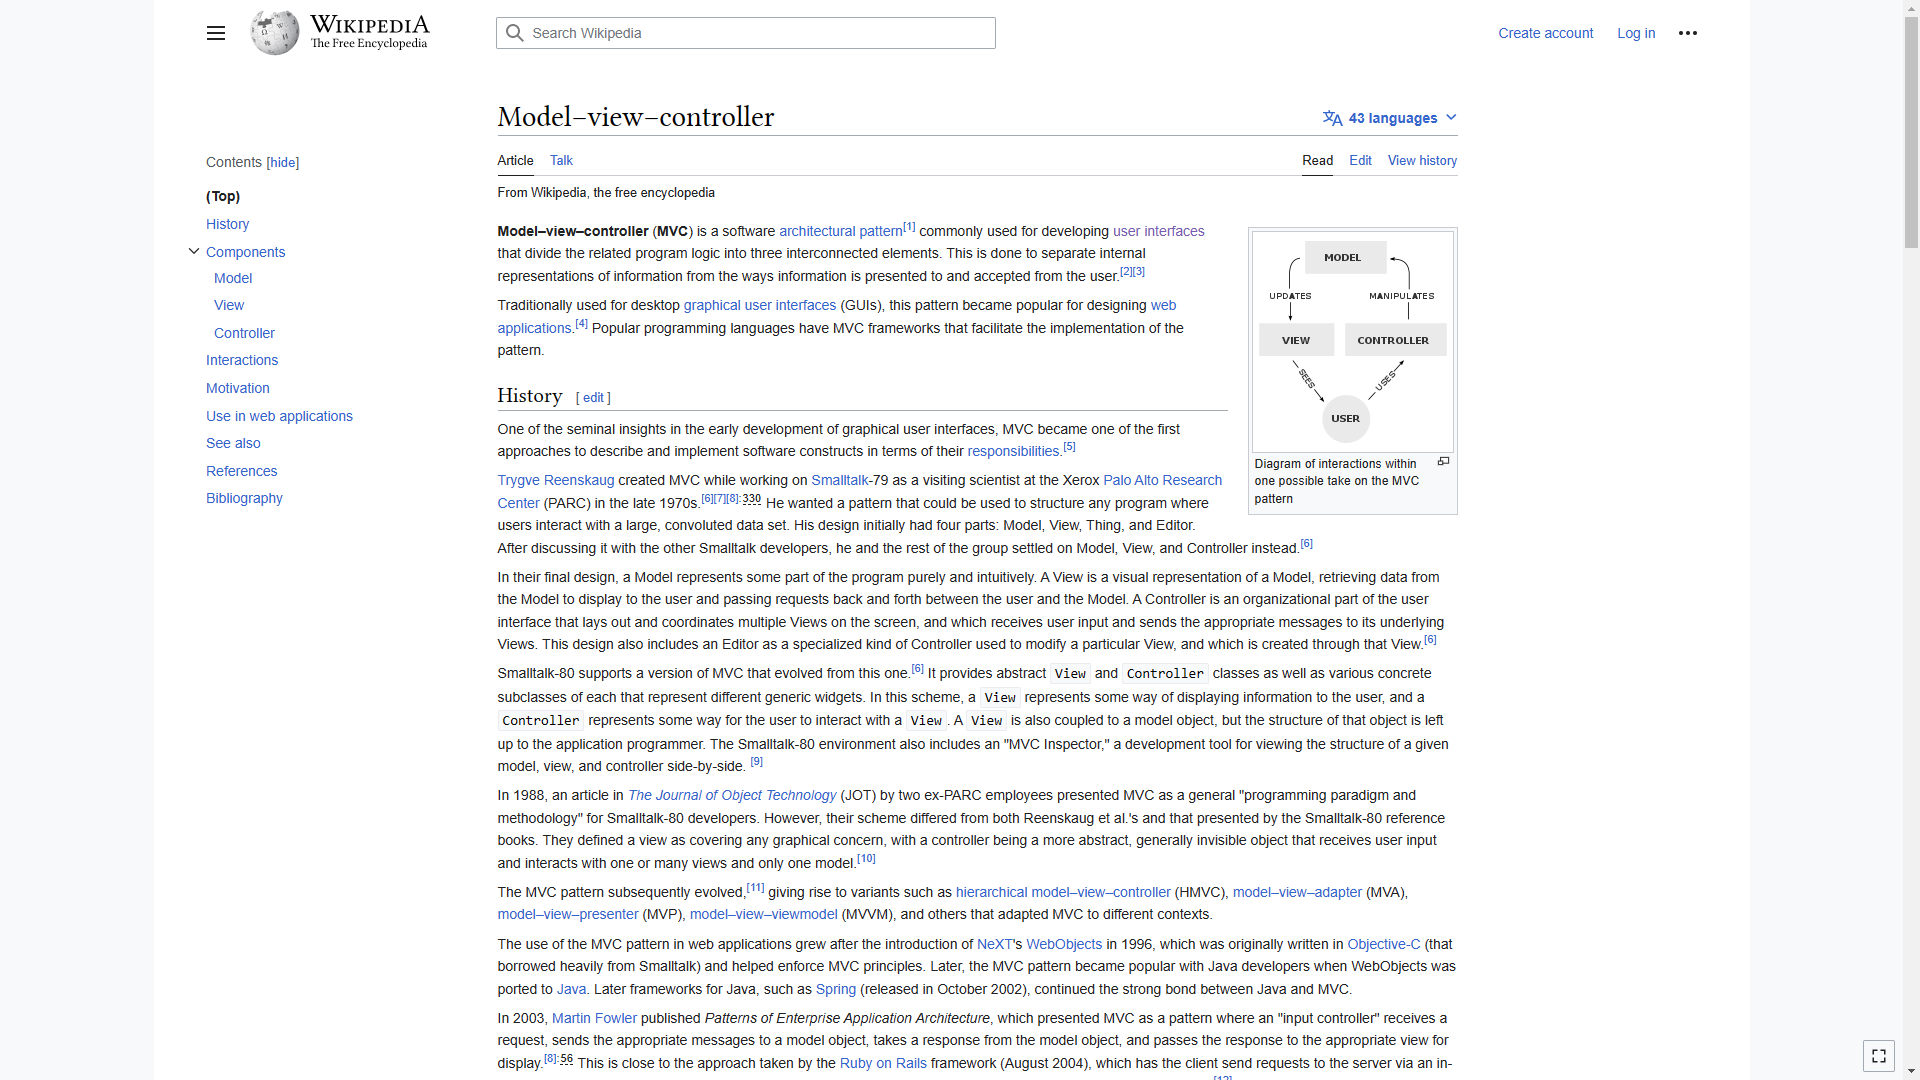 WIKIPEDIA
The Free Encyclopedia
Search Wikipedia
Create account
Log in
Model–view–controller
43 languages
Article
Talk
Read
Edit
View history
From Wikipedia, the free encyclopedia
Contents [hide]
(Top)
History
Components
Model
View
Controller
Interactions
Motivation
Use in web applications
See also
References
Bibliography
Model–view–controller (MVC) is a software architectural pattern[1] commonly used for developing user interfaces
that divide the related program logic into three interconnected elements. This is done to separate internal
representations of information from the ways information is presented to and accepted from the user.[2][3]
Traditionally used for desktop graphical user interfaces (GUIs), this pattern became popular for designing web
applications.[4] Popular programming languages have MVC frameworks that facilitate the implementation of the
pattern.
MODEL
UPDATES
MANIPULATES
VIEW
CONTROLLER
SEES
USES
USER
Diagram of interactions within
one possible take on the MVC
pattern
History [ edit ]
One of the seminal insights in the early development of graphical user interfaces, MVC became one of the first
approaches to describe and implement software constructs in terms of their responsibilities.[5]
Trygve Reenskaug created MVC while working on Smalltalk-79 as a visiting scientist at the Xerox Palo Alto Research
Center (PARC) in the late 1970s.[6][7][8]:330 He wanted a pattern that could be used to structure any program where
users interact with a large, convoluted data set. His design initially had four parts: Model, View, Thing, and Editor.
After discussing it with the other Smalltalk developers, he and the rest of the group settled on Model, View, and Controller instead.[6]
In their final design, a Model represents some part of the program purely and intuitively. A View is a visual representation of a Model, retrieving data from
the Model to display to the user and passing requests back and forth between the user and the Model. A Controller is an organizational part of the user
interface that lays out and coordinates multiple Views on the screen, and which receives user input and sends the appropriate messages to its underlying
Views. This design also includes an Editor as a specialized kind of Controller used to modify a particular View, and which is created through that View.[6]
Smalltalk-80 supports a version of MVC that evolved from this one.[6] It provides abstract View and Controller classes as well as various concrete
subclasses of each that represent different generic widgets. In this scheme, a View represents some way of displaying information to the user, and a
Controller represents some way for the user to interact with a View. A View is also coupled to a model object, but the structure of that object is left
up to the application programmer. The Smalltalk-80 environment also includes an "MVC Inspector," a development tool for viewing the structure of a given
model, view, and controller side-by-side. [9]
In 1988, an article in The Journal of Object Technology (JOT) by two ex-PARC employees presented MVC as a general "programming paradigm and
methodology" for Smalltalk-80 developers. However, their scheme differed from both Reenskaug et al.'s and that presented by the Smalltalk-80 reference
books. They defined a view as covering any graphical concern, with a controller being a more abstract, generally invisible object that receives user input
and interacts with one or many views and only one model.[10]
The MVC pattern subsequently evolved,[11] giving rise to variants such as hierarchical model–view–controller (HMVC), model–view–adapter (MVA),
model–view–presenter (MVP), model–view–viewmodel (MVVM), and others that adapted MVC to different contexts.
The use of the MVC pattern in web applications grew after the introduction of NeXT's WebObjects in 1996, which was originally written in Objective-C (that
borrowed heavily from Smalltalk) and helped enforce MVC principles. Later, the MVC pattern became popular with Java developers when WebObjects was
ported to Java. Later frameworks for Java, such as Spring (released in October 2002), continued the strong bond between Java and MVC.
In 2003, Martin Fowler published Patterns of Enterprise Application Architecture, which presented MVC as a pattern where an "input controller" receives a
request, sends the appropriate messages to a model object, takes a response from the model object, and passes the response to the appropriate view for
display.[8]:56 This is close to the approach taken by the Ruby on Rails framework (August 2004), which has the client send requests to the server via an in-